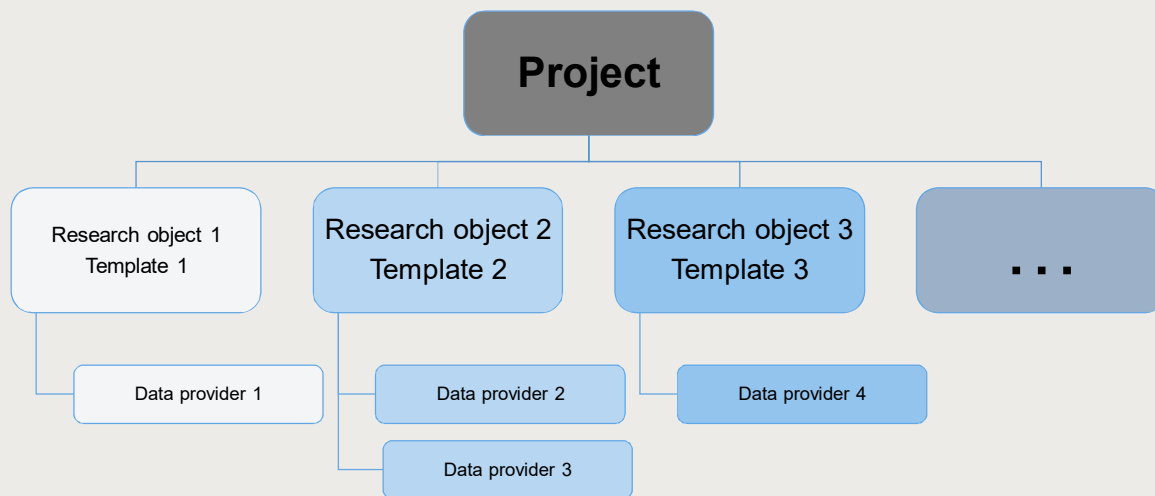 Project
Research object 1
Template 1
Research object 2
Template 2
Research object 3
Template 3
...
Data provider 1
Data provider 2
Data provider 4
Data provider 3